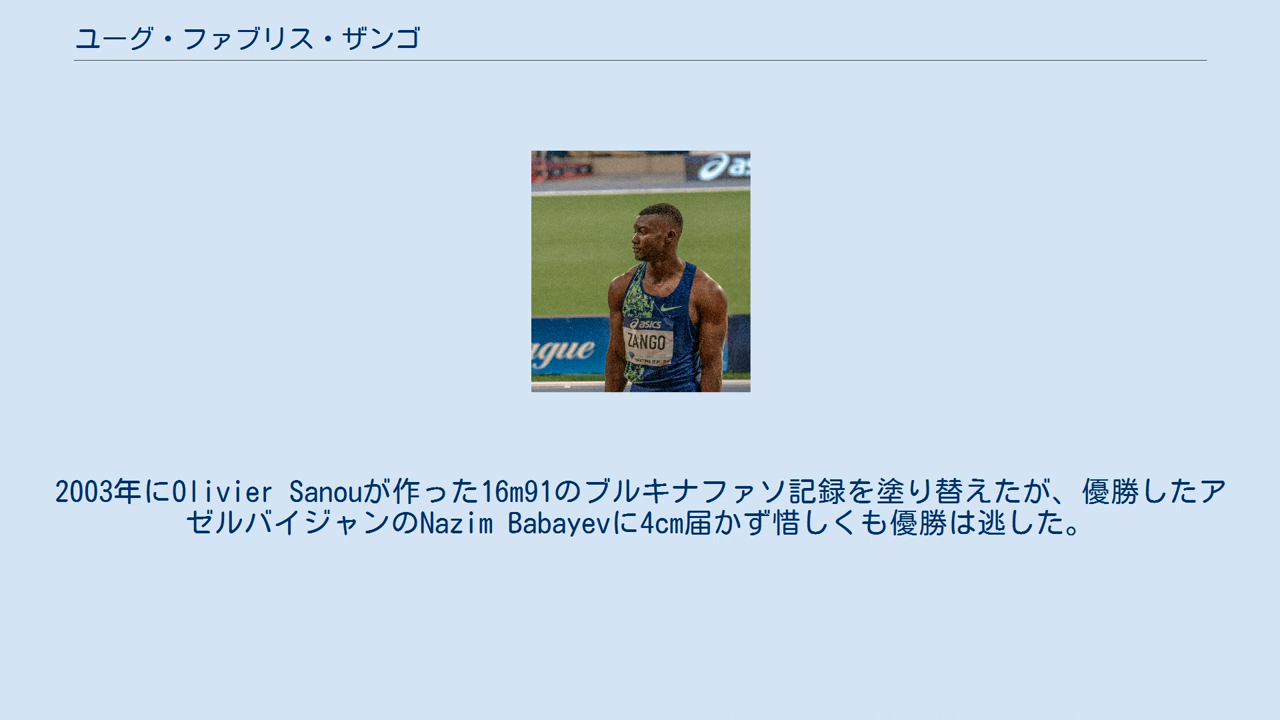 ユーグ・ファブリス・ザンゴ
as
asics
ZANGO
gue
2003年にOlivier Sanouが作った16m91のブルキナファソ記録を塗り替えたが、優勝したア
ゼルバイジャンのNazim Babayevに4cm届かず惜しくも優勝は逃した。